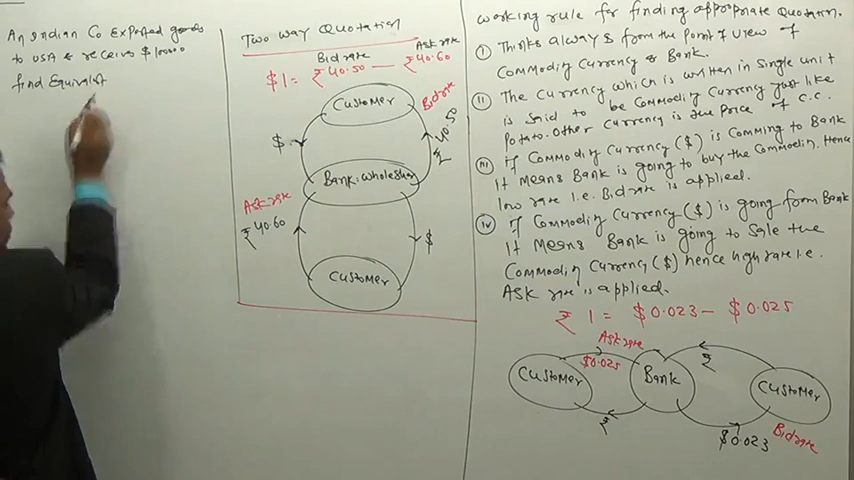 An Indian Co Exported goods
to USA & receives $ 10000
find Equivalent
Two way Quotation
Bid rate Ask rate
$1 = ₹40.50 — ₹40.60
Customer
Bid rate
$
₹ 40.50
Bank: wholeseller
Ask rate
₹40.60
$
Customer
working rule for finding appropriate Quotation.
(i) Thinks always from the Point of View of
Commodity Currency & Bank.
(ii) The Currency which is written in Single unit
is said to be Commodity Currency just like
Potato. Other Currency is the Price of C.C.
(iii) If Commodity Currency ($) is Comming to Bank
It means Bank is going to buy the Commodity, Hence
low rate i.e. Bid rate is applied.
(iv) If Commodity Currency ($) is going from Bank
It Means Bank is going to Sale the
Commodity Currency ($) hence high rate i.e.
ASK rate is applied.
₹ 1 = $0.023 — $0.025
Ask rate
$0.025
₹
Customer
Bank
Customer
₹
$0.023
Bid rate